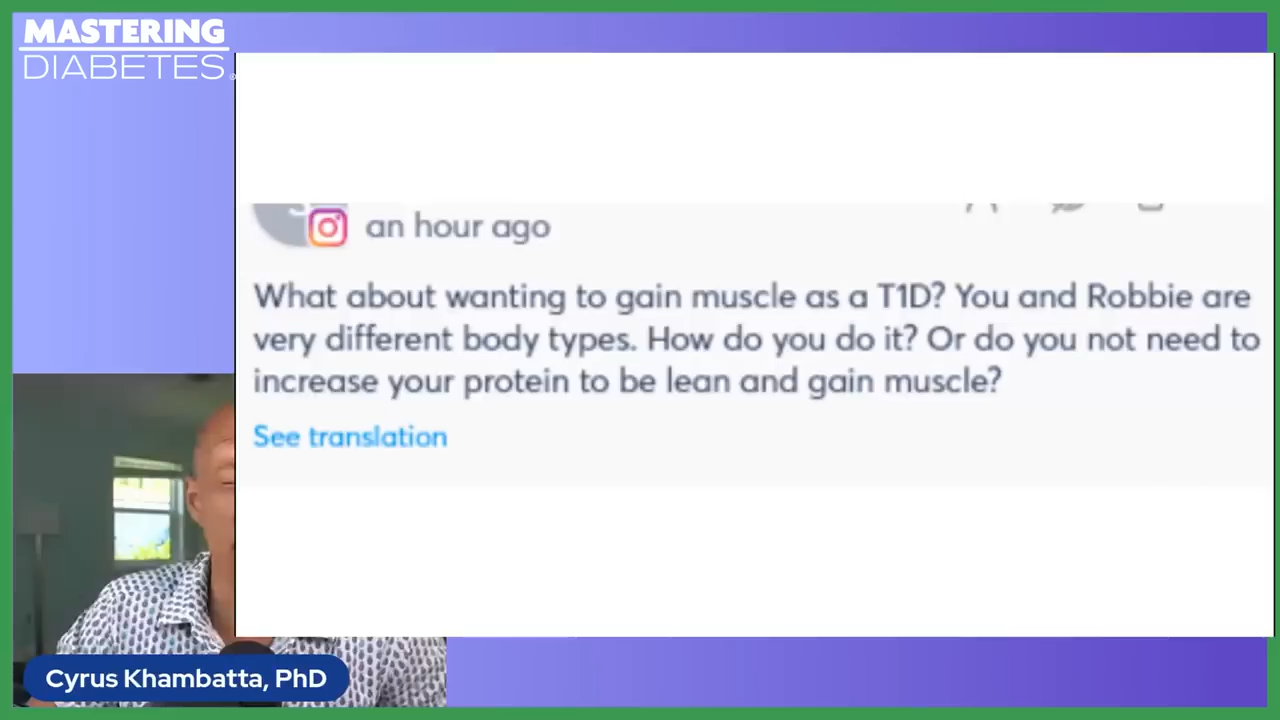 MASTERING
DIABETES®
an hour ago
What about wanting to gain muscle as a T1D? You and Robbie are
very different body types. How do you do it? Or do you not need to
increase your protein to be lean and gain muscle?
See translation
Cyrus Khambatta, PhD